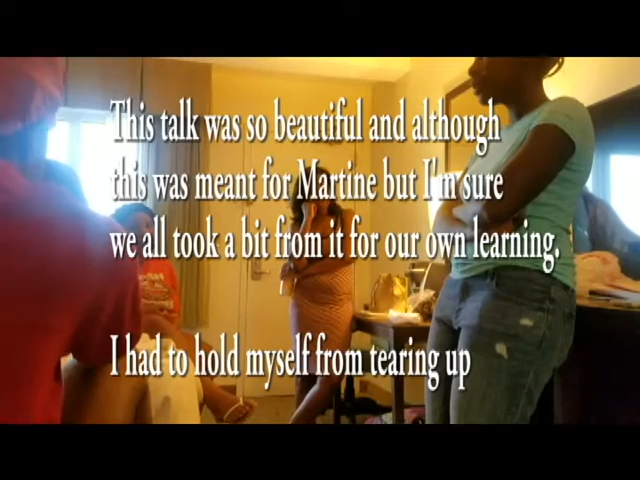 This talk was so beautiful and although
this was meant for Martine but I'm sure
we all took a bit from it for our own learning.
I had to hold myself from tearing up